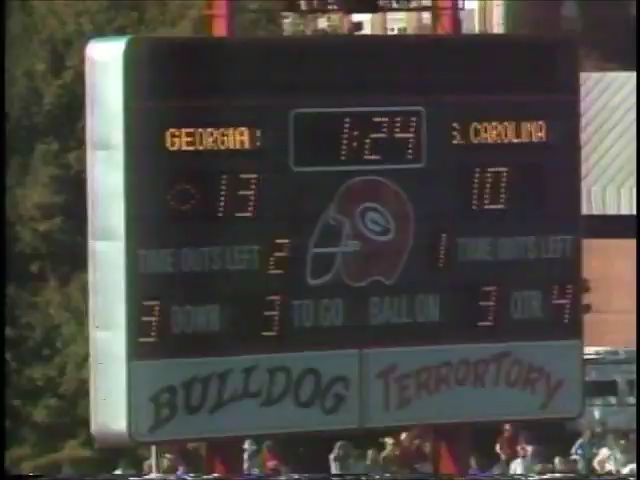 GEORGIA : 1:24 S. CAROLINA
13 10
TIME OUTS LEFT 2 G 1 TIME OUTS LEFT
3 DOWN 3 TO GO BALL ON 3 QTR 4
BULLDOG TERRORTORY